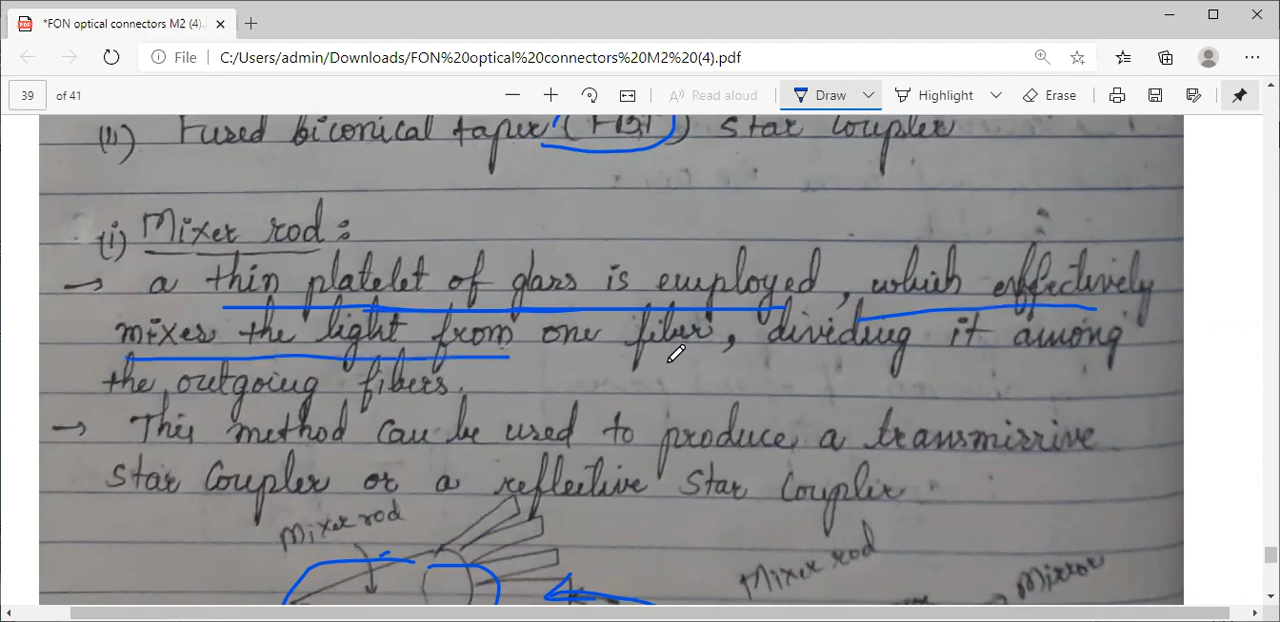 *FON optical connectors M2 (4).
File C:/Users/admin/Downloads/FON%20optical%20connectors%20M2%20(4).pdf
39 of 41 Read aloud Draw Highlight Erase
(ii) Fused biconical taper (FBT) star coupler
(i) Mixer rod :
→ a thin platelet of glass is employed, which effectively
mixes the light from one fiber, dividing it among
the outgoing fibers.
→ This method can be used to produce a transmissive
star coupler or a reflective star coupler.
Mixer rod
Mixer rod
Mirror